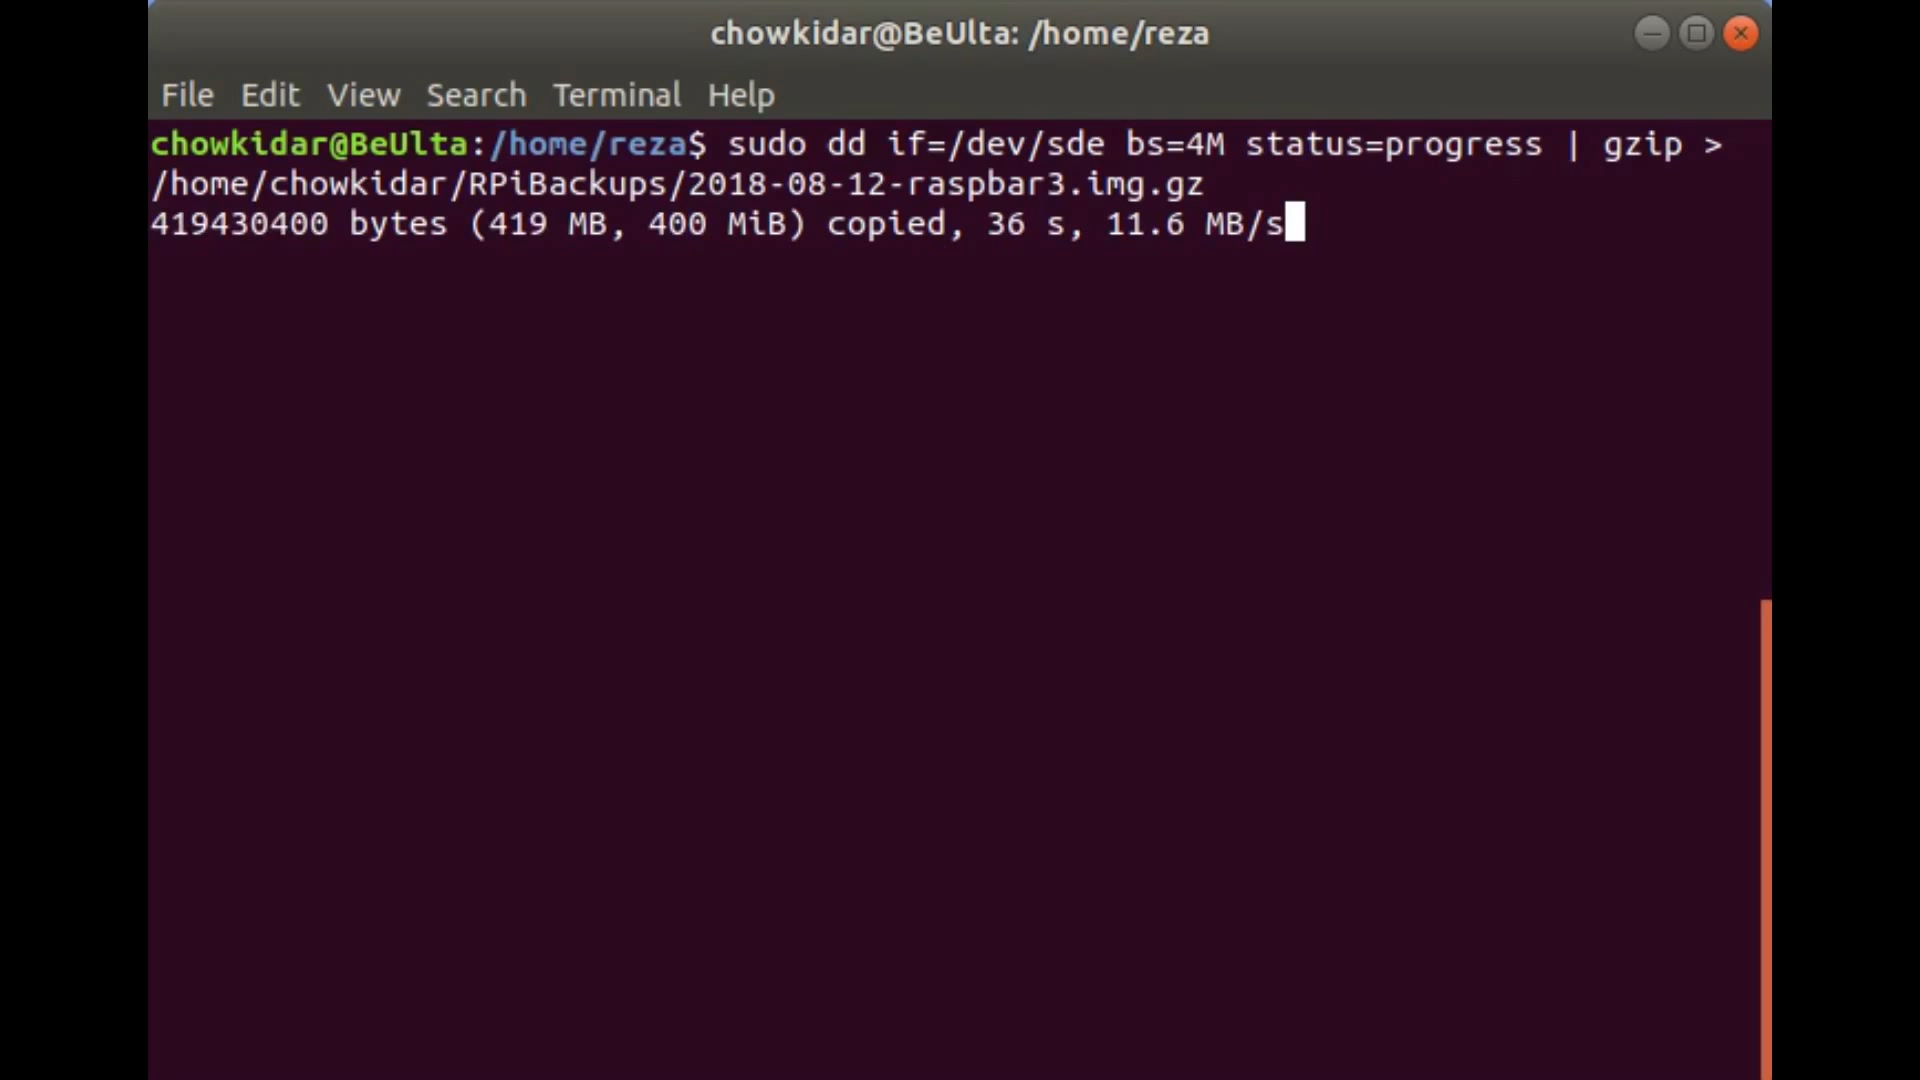 chowkidar@BeUlta: /home/reza
File Edit View Search Terminal Help
chowkidar@BeUlta:/home/reza$ sudo dd if=/dev/sde bs=4M status=progress | gzip >
/home/chowkidar/RPiBackups/2018-08-12-raspbar3.img.gz
419430400 bytes (419 MB, 400 MiB) copied, 36 s, 11.6 MB/s